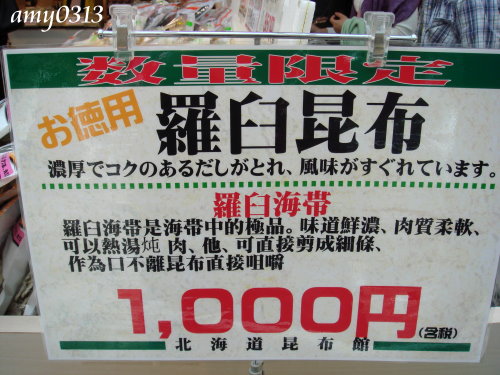 amy0313
数量限定
お徳用
羅臼昆布
濃厚でコクのあるだしがとれ、風味がすぐれています。
羅臼海帯
羅臼海帯是海帯中的極品。味道鮮濃、肉質柔軟、
可以熱湯炖 肉、他、可直接剪成細條、
作為口不離昆布直接咀嚼
1,000円(含税)
北海道昆布館